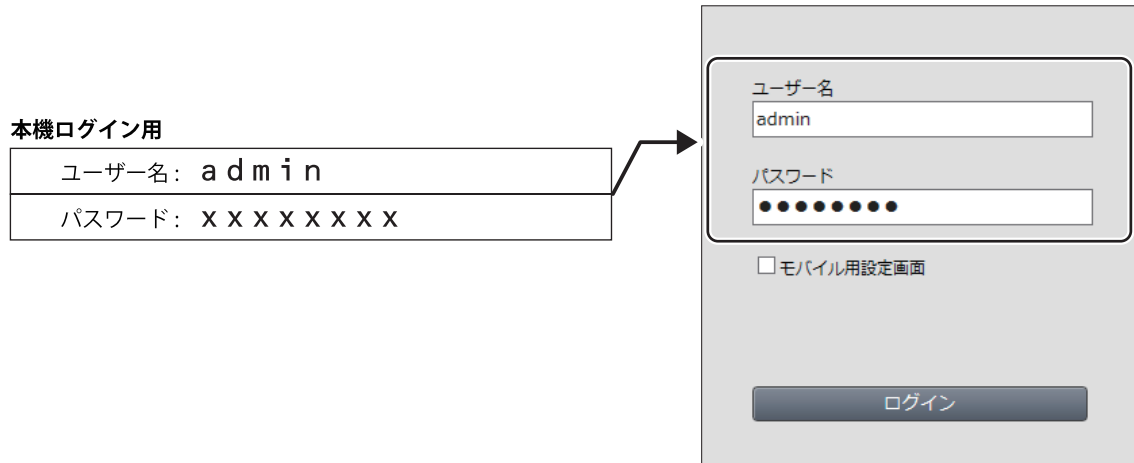 本機ログイン用
ユーザー名: admin
パスワード: xxxxxxxx
ユーザー名
admin
パスワード
●●●●●●●●
モバイル用設定画面
ログイン